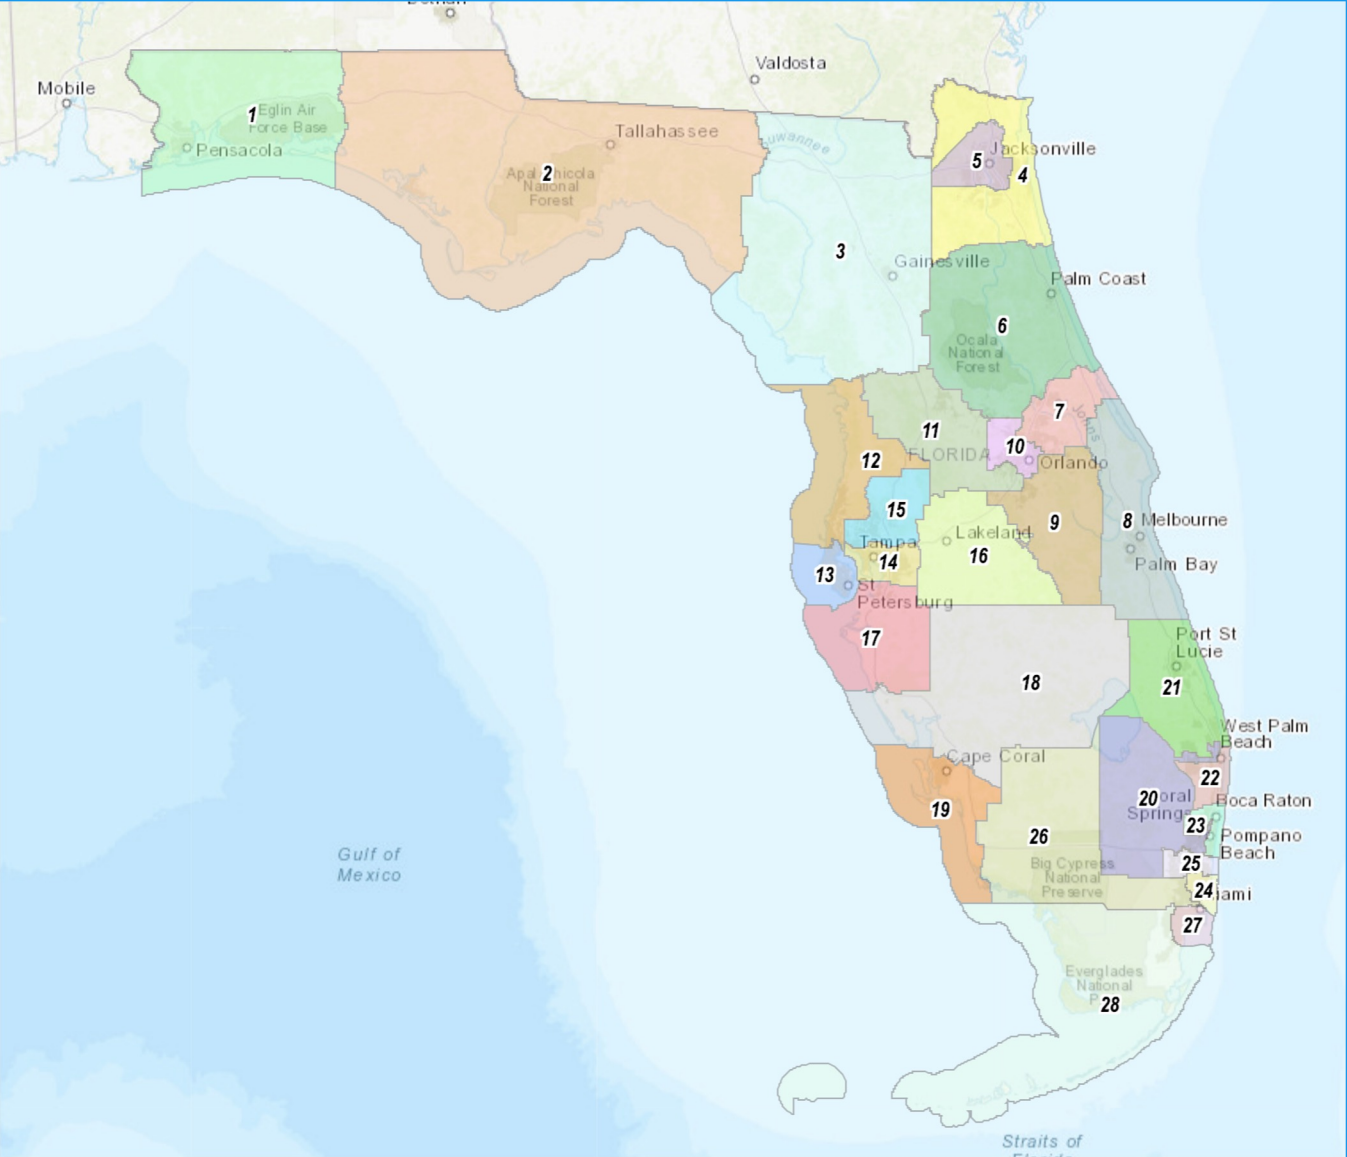 Mobile
Valdosta
1
Eglin Air
Force Base
Pensacola
Tallahassee
2
Apalachicola
National
Forest
Suwannee
5
Jacksonville
4
3
Gainesville
Palm Coast
6
Ocala
National
Forest
7
11
10
FLORIDA
Orlando
12
15
9
8
Melbourne
Lakeland
Tampa
14
16
Palm Bay
13
St
Petersburg
17
Port St
Lucie
18
21
West Palm
Beach
Cape Coral
22
19
20
Coral
Springs
Boca Raton
23
Pompano
Beach
26
Gulf of
Mexico
Big Cypress
National
Preserve
25
24
Miami
27
Everglades
National
28
Straits of
Florida